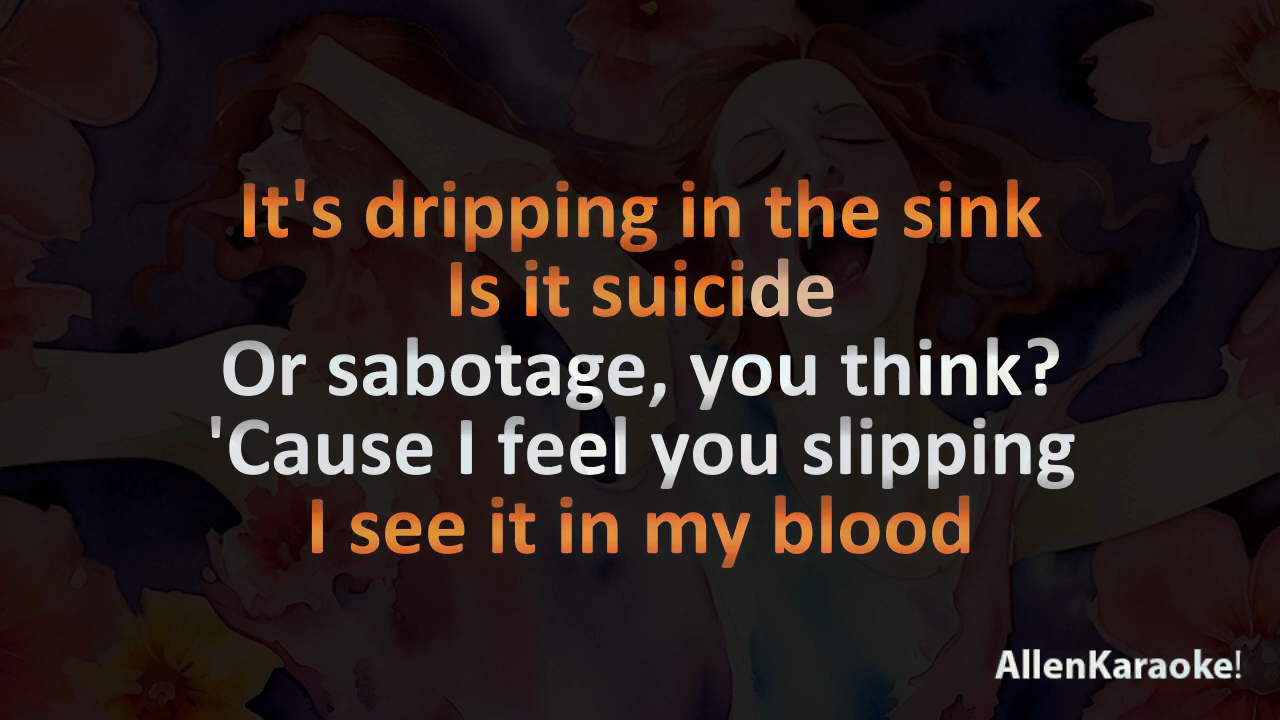 It's dripping in the sink
Is it suicide
Or sabotage, you think?
'Cause I feel you slipping
I see it in my blood
AllenKaraoke!